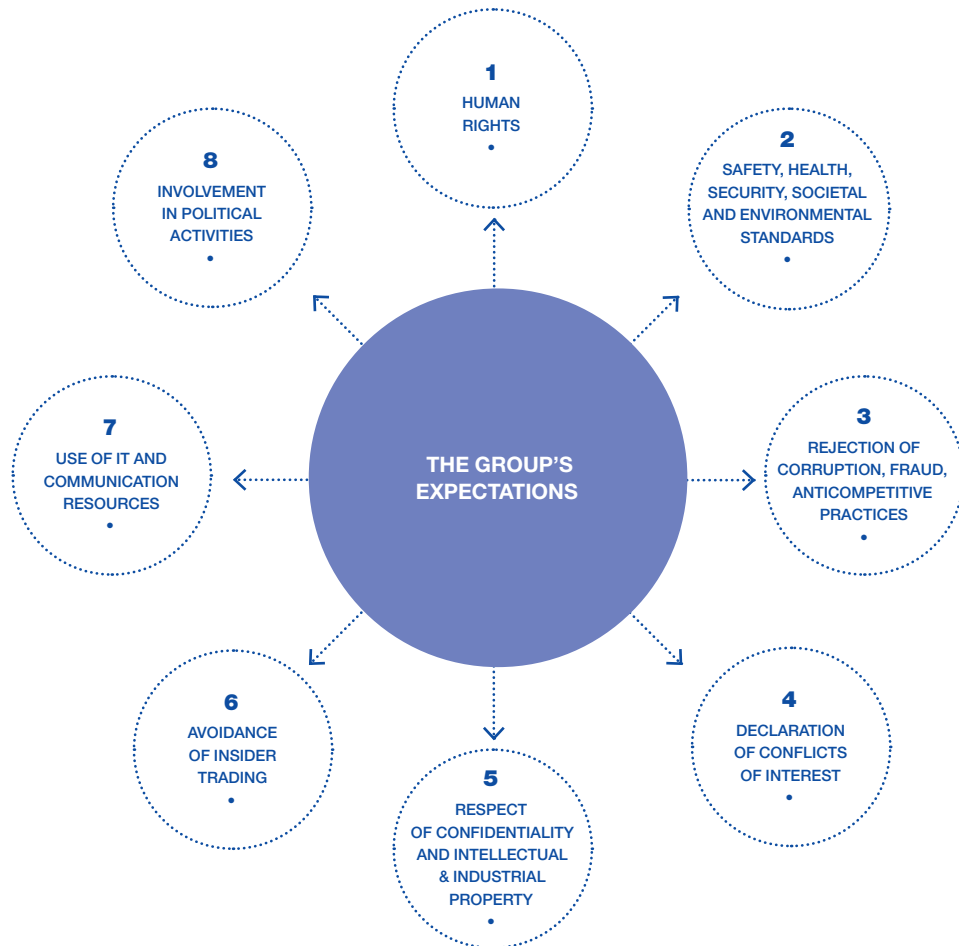 1
HUMAN
RIGHTS
•
2
SAFETY, HEALTH,
SECURITY, SOCIETAL
AND ENVIRONMENTAL
STANDARDS
•
3
REJECTION OF
CORRUPTION, FRAUD,
ANTICOMPETITIVE
PRACTICES
•
4
DECLARATION
OF CONFLICTS
OF INTEREST
•
5
RESPECT
OF CONFIDENTIALITY
AND INTELLECTUAL
& INDUSTRIAL
PROPERTY
•
6
AVOIDANCE
OF INSIDER
TRADING
•
7
USE OF IT AND
COMMUNICATION
RESOURCES
•
8
INVOLVEMENT
IN POLITICAL
ACTIVITIES
•
THE GROUP’S
EXPECTATIONS